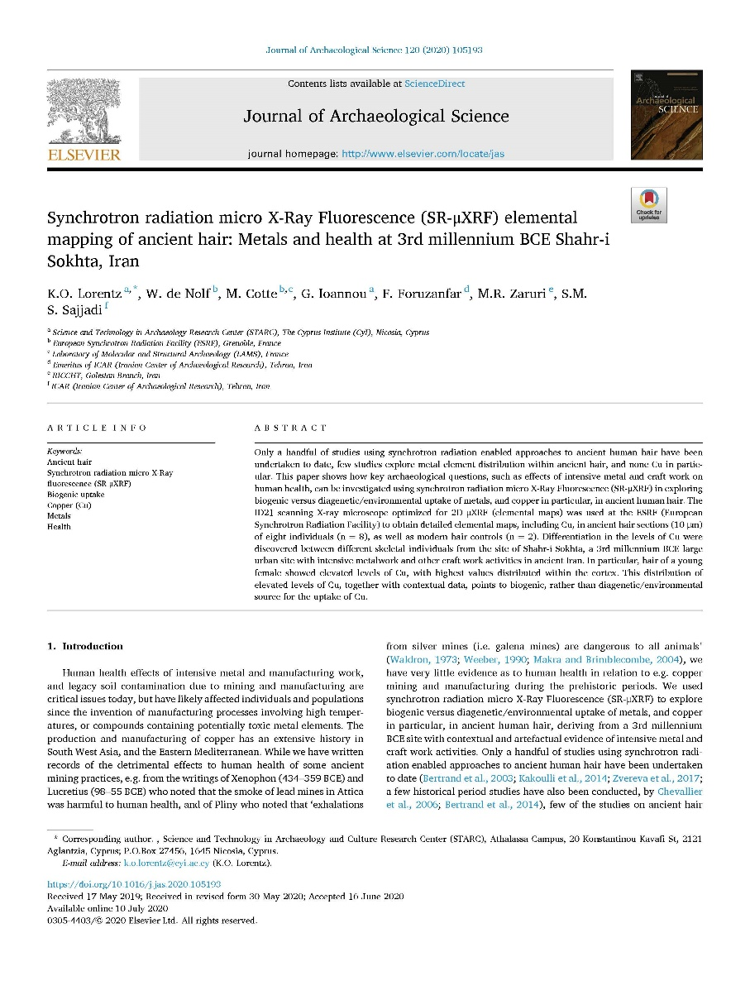 Journal of Archaeological Science 120 (2020) 105193
Contents lists available at ScienceDirect
Journal of Archaeological Science
journal homepage: http://www.elsevier.com/locate/jas
ELSEVIER
Journal of
Archaeological
SCIENCE
Check for
updates
Synchrotron radiation micro X-Ray Fluorescence (SR-μXRF) elemental
mapping of ancient hair: Metals and health at 3rd millennium BCE Shahr-i
Sokhta, Iran
K.O. Lorentz a,*, W. de Nolf b, M. Cotte b,c, G. Ioannou a, F. Foruzanfar d, M.R. Zaruri e, S.M.
S. Sajjadi f
a Science and Technology in Archaeology Research Center (STARC), The Cyprus Institute (CyI), Nicosia, Cyprus
b European Synchrotron Radiation Facility (ESRF), Grenoble, France
c Laboratory of Molecular and Structural Archaeology (LAMS), France
d Emeritus of ICAR (Iranian Center of Archaeological Research), Tehran, Iran
e RICCHT, Golestan Branch, Iran
f ICAR (Iranian Center of Archaeological Research), Tehran, Iran
ARTICLE INFO
Keywords:
Ancient hair
Synchrotron radiation micro X-Ray
fluorescence (SR μXRF)
Biogenic uptake
Copper (Cu)
Metals
Health
ABSTRACT
Only a handful of studies using synchrotron radiation enabled approaches to ancient human hair have been
undertaken to date, few studies explore metal element distribution within ancient hair, and none Cu in partic-
ular. This paper shows how key archaeological questions, such as effects of intensive metal and craft work on
human health, can be investigated using synchrotron radiation micro X-Ray Fluorescence (SR-μXRF) in exploring
biogenic versus diagenetic/environmental uptake of metals, and copper in particular, in ancient human hair. The
ID21 scanning X-ray microscope optimized for 2D μXRF (elemental maps) was used at the ESRF (European
Synchrotron Radiation Facility) to obtain detailed elemental maps, including Cu, in ancient hair sections (10 μm)
of eight individuals (n = 8), as well as modern hair controls (n = 2). Differentiation in the levels of Cu were
discovered between different skeletal individuals from the site of Shahr-i Sokhta, a 3rd millennium BCE large
urban site with intensive metalwork and other craft work activities in ancient Iran. In particular, hair of a young
female showed elevated levels of Cu, with highest values distributed within the cortex. This distribution of
elevated levels of Cu, together with contextual data, points to biogenic, rather than diagenetic/environmental
source for the uptake of Cu.
1. Introduction
Human health effects of intensive metal and manufacturing work,
and legacy soil contamination due to mining and manufacturing are
critical issues today, but have likely affected individuals and populations
since the invention of manufacturing processes involving high temper-
atures, or compounds containing potentially toxic metal elements. The
production and manufacturing of copper has an extensive history in
South West Asia, and the Eastern Mediterranean. While we have written
records of the detrimental effects to human health of some ancient
mining practices, e.g. from the writings of Xenophon (434–359 BCE) and
Lucretius (98–55 BCE) who noted that the smoke of lead mines in Attica
was harmful to human health, and of Pliny who noted that ‘exhalations
from silver mines (i.e. galena mines) are dangerous to all animals’
(Waldron, 1973; Weeber, 1990; Makra and Brimblecombe, 2004), we
have very little evidence as to human health in relation to e.g. copper
mining and manufacturing during the prehistoric periods. We used
synchrotron radiation micro X-Ray Fluorescence (SR-μXRF) to explore
biogenic versus diagenetic/environmental uptake of metals, and copper
in particular, in ancient human hair, deriving from a 3rd millennium
BCE site with contextual and artefactual evidence of intensive metal and
craft work activities. Only a handful of studies using synchrotron radi-
ation enabled approaches to ancient human hair have been undertaken
to date (Bertrand et al., 2003; Kakoulli et al., 2014; Zvereva et al., 2017;
a few historical period studies have also been conducted, by Chevallier
et al., 2006; Bertrand et al., 2014), few of the studies on ancient hair
* Corresponding author. , Science and Technology in Archaeology and Culture Research Center (STARC), Athalassa Campus, 20 Konstantinou Kavafi St, 2121
Aglantzia, Cyprus; P.O.Box 27456, 1645 Nicosia, Cyprus.
E-mail address: k.o.lorentz@cyi.ac.cy (K.O. Lorentz).
https://doi.org/10.1016/j.jas.2020.105193
Received 17 May 2019; Received in revised form 30 May 2020; Accepted 16 June 2020
Available online 10 July 2020
0305-4403/© 2020 Elsevier Ltd. All rights reserved.